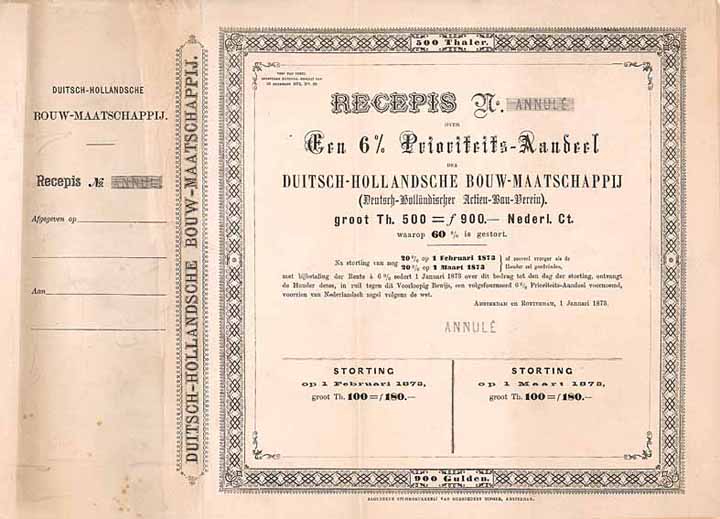 DUITSCH-HOLLANDSCHE
BOUW-MAATSCHAPPIJ.
Recepis № ANNULÉ
Afgegeven op
Aan
DUITSCH-HOLLANDSCHE BOUW-MAATSCHAPPIJ.
500 Thaler.
VRIJ VAN ZEGEL
RECEPIS N. ANNULÉ
OVER
Een 6% Prioriteits-Aandeel
DER
DUITSCH-HOLLANDSCHE BOUW-MAATSCHAPPIJ
(Deutsch-Holländischer Actien-Bau-Verein).
groot Th. 500 = ƒ 900.— Nederl. Ct.
waarop 60 % is gestort.
Na storting van nog 20% op 1 Februari 1873 } of zooveel vroeger als de
20% op 1 Maart 1873 } Houder zal goedvinden,
met bijbetaling der Rente à 6% sedert 1 Januari 1873 over dit bedrag tot den dag der storting, ontvangt
de Houder dezes, in ruil tegen dit Voorloopig Bewijs, een volgefourneerd 6% Prioriteits-Aandeel voornoemd,
voorzien van Nederlandsch zegel volgens de wet.
AMSTERDAM en ROTTERDAM, 1 Januari 1873.
ANNULÉ
STORTING
op 1 Februari 1873,
groot Th. 100 = ƒ 180.—
STORTING
op 1 Maart 1873,
groot Th. 100 = ƒ 180.—
900 Gulden.